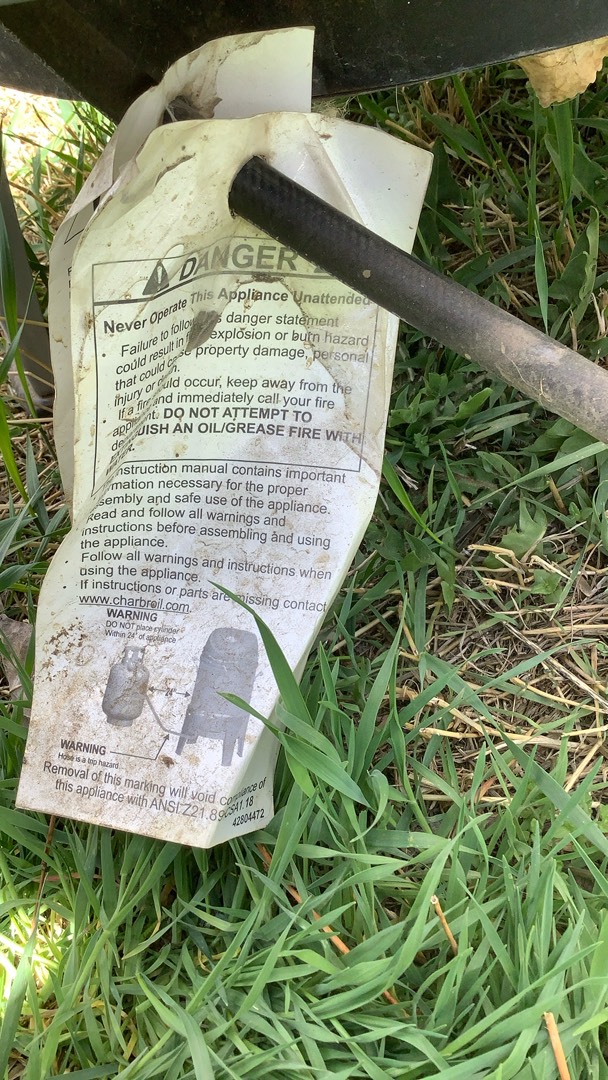 DANGER
Never Operate This Appliance Unattended
Failure to follow danger statement
could result in explosion or burn hazard
that could property damage, personal
injury or
If a fire could occur, keep away from the
and immediately call your fire
DO NOT ATTEMPT TO
AN OIL/GREASE FIRE WITH
instruction manual contains important
necessary for the proper
and safe use of the appliance.
Read and follow all warnings and
instructions before assembling and using
the appliance.
Follow all warnings and instructions when
using the appliance.
If instructions or parts are missing contact
www.charbroil.com.
WARNING
DO NOT place cylinder
Within 24" of appliance
24"
WARNING
Hose is a trip hazard
Removal of this marking will void compliance of
this appliance with ANSI Z21.89/CSA1.18
42804472